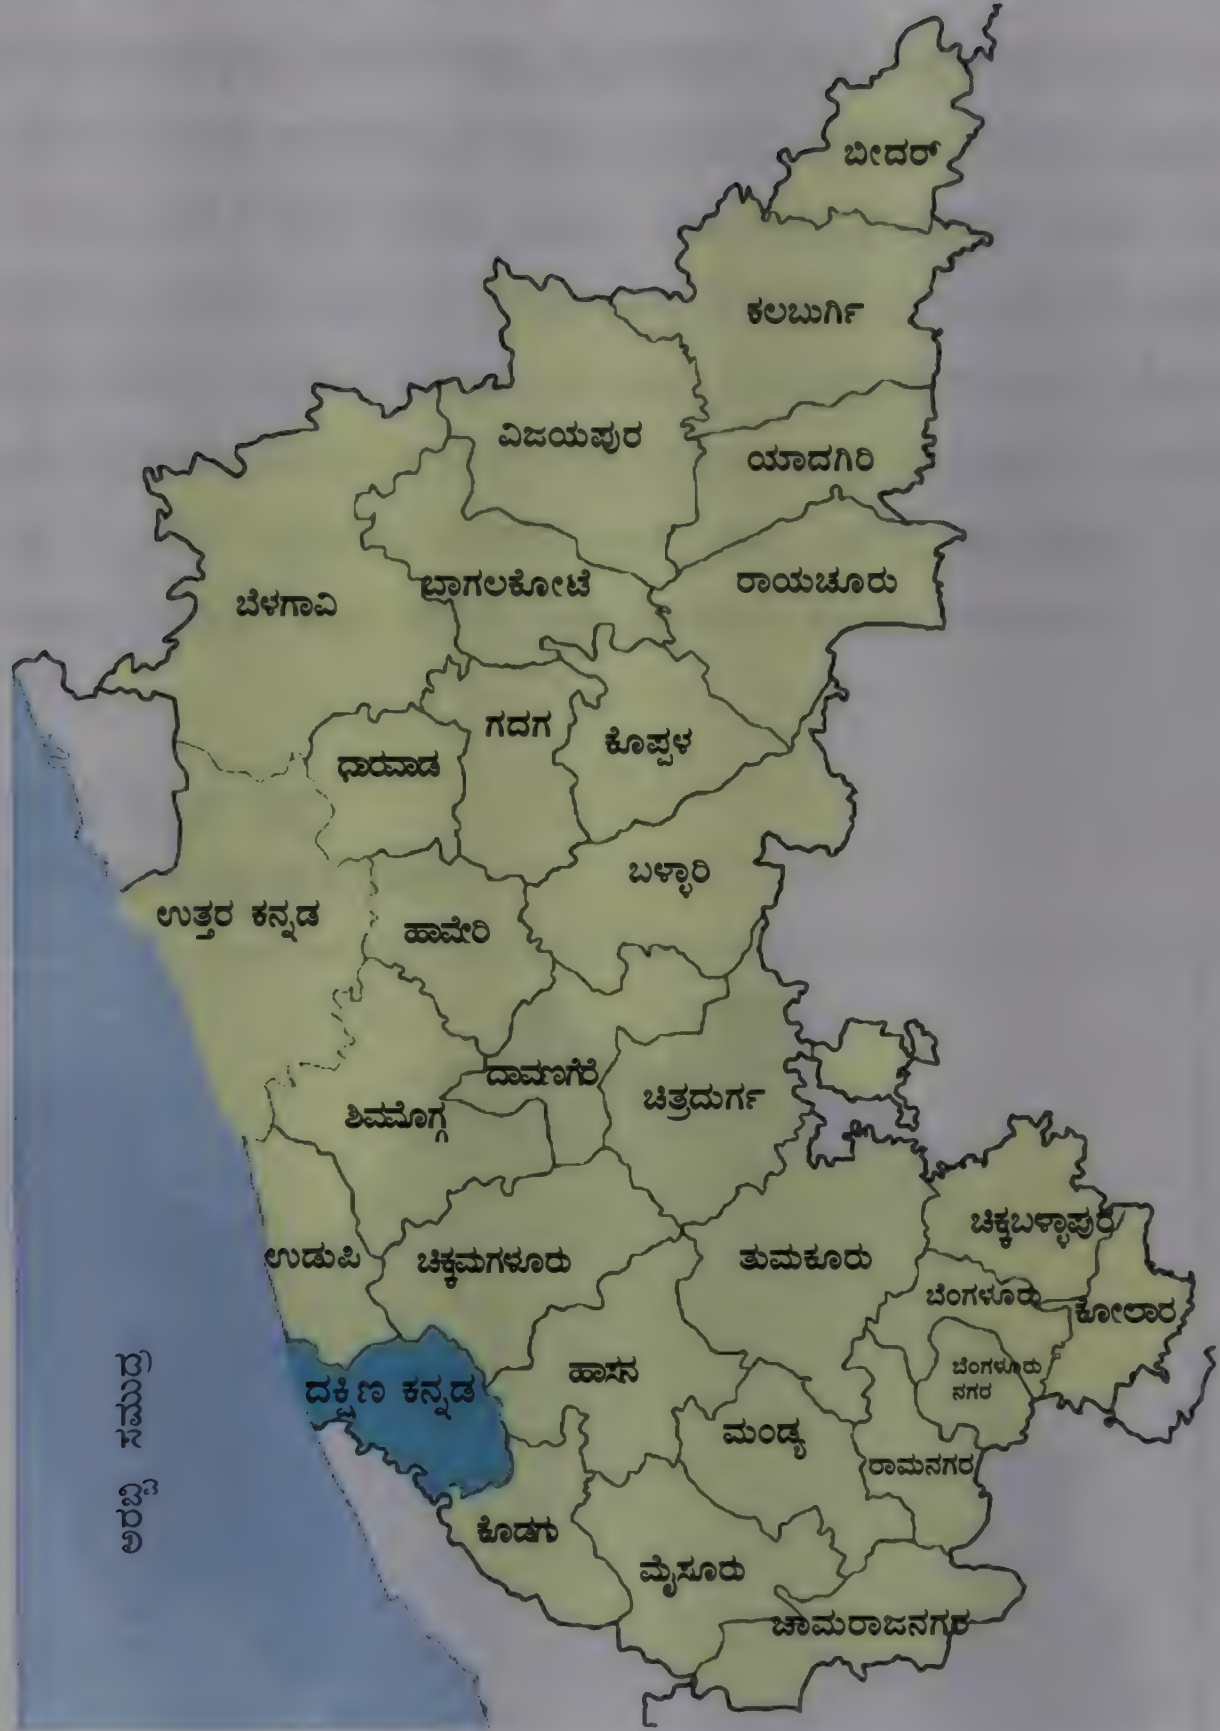 ಬೀದರ್
ಕಲಬುರ್ಗಿ
ವಿಜಯಪುರ
ಯಾದಗಿರಿ
ಬೆಳಗಾವಿ
ಬಾಗಲಕೋಟೆ
ರಾಯಚೂರು
ಗದಗ
ಕೊಪ್ಪಳ
ಧಾರವಾಡ
ಬಳ್ಳಾರಿ
ಉತ್ತರ ಕನ್ನಡ
ಹಾವೇರಿ
ದಾವಣಗೆರೆ
ಚಿತ್ರದುರ್ಗ
ಶಿವಮೊಗ್ಗ
ಚಿಕ್ಕಬಳ್ಳಾಪುರ
ಉಡುಪಿ
ಚಿಕ್ಕಮಗಳೂರು
ತುಮಕೂರು
ಬೆಂಗಳೂರು
ಕೋಲಾರ
ದಕ್ಷಿಣ ಕನ್ನಡ
ಹಾಸನ
ಬೆಂಗಳೂರು
ನಗರ
ಮಂಡ್ಯ
ರಾಮನಗರ
ಅರಬ್ಬಿ ಸಮುದ್ರ
ಕೊಡಗು
ಮೈಸೂರು
ಚಾಮರಾಜನಗರ